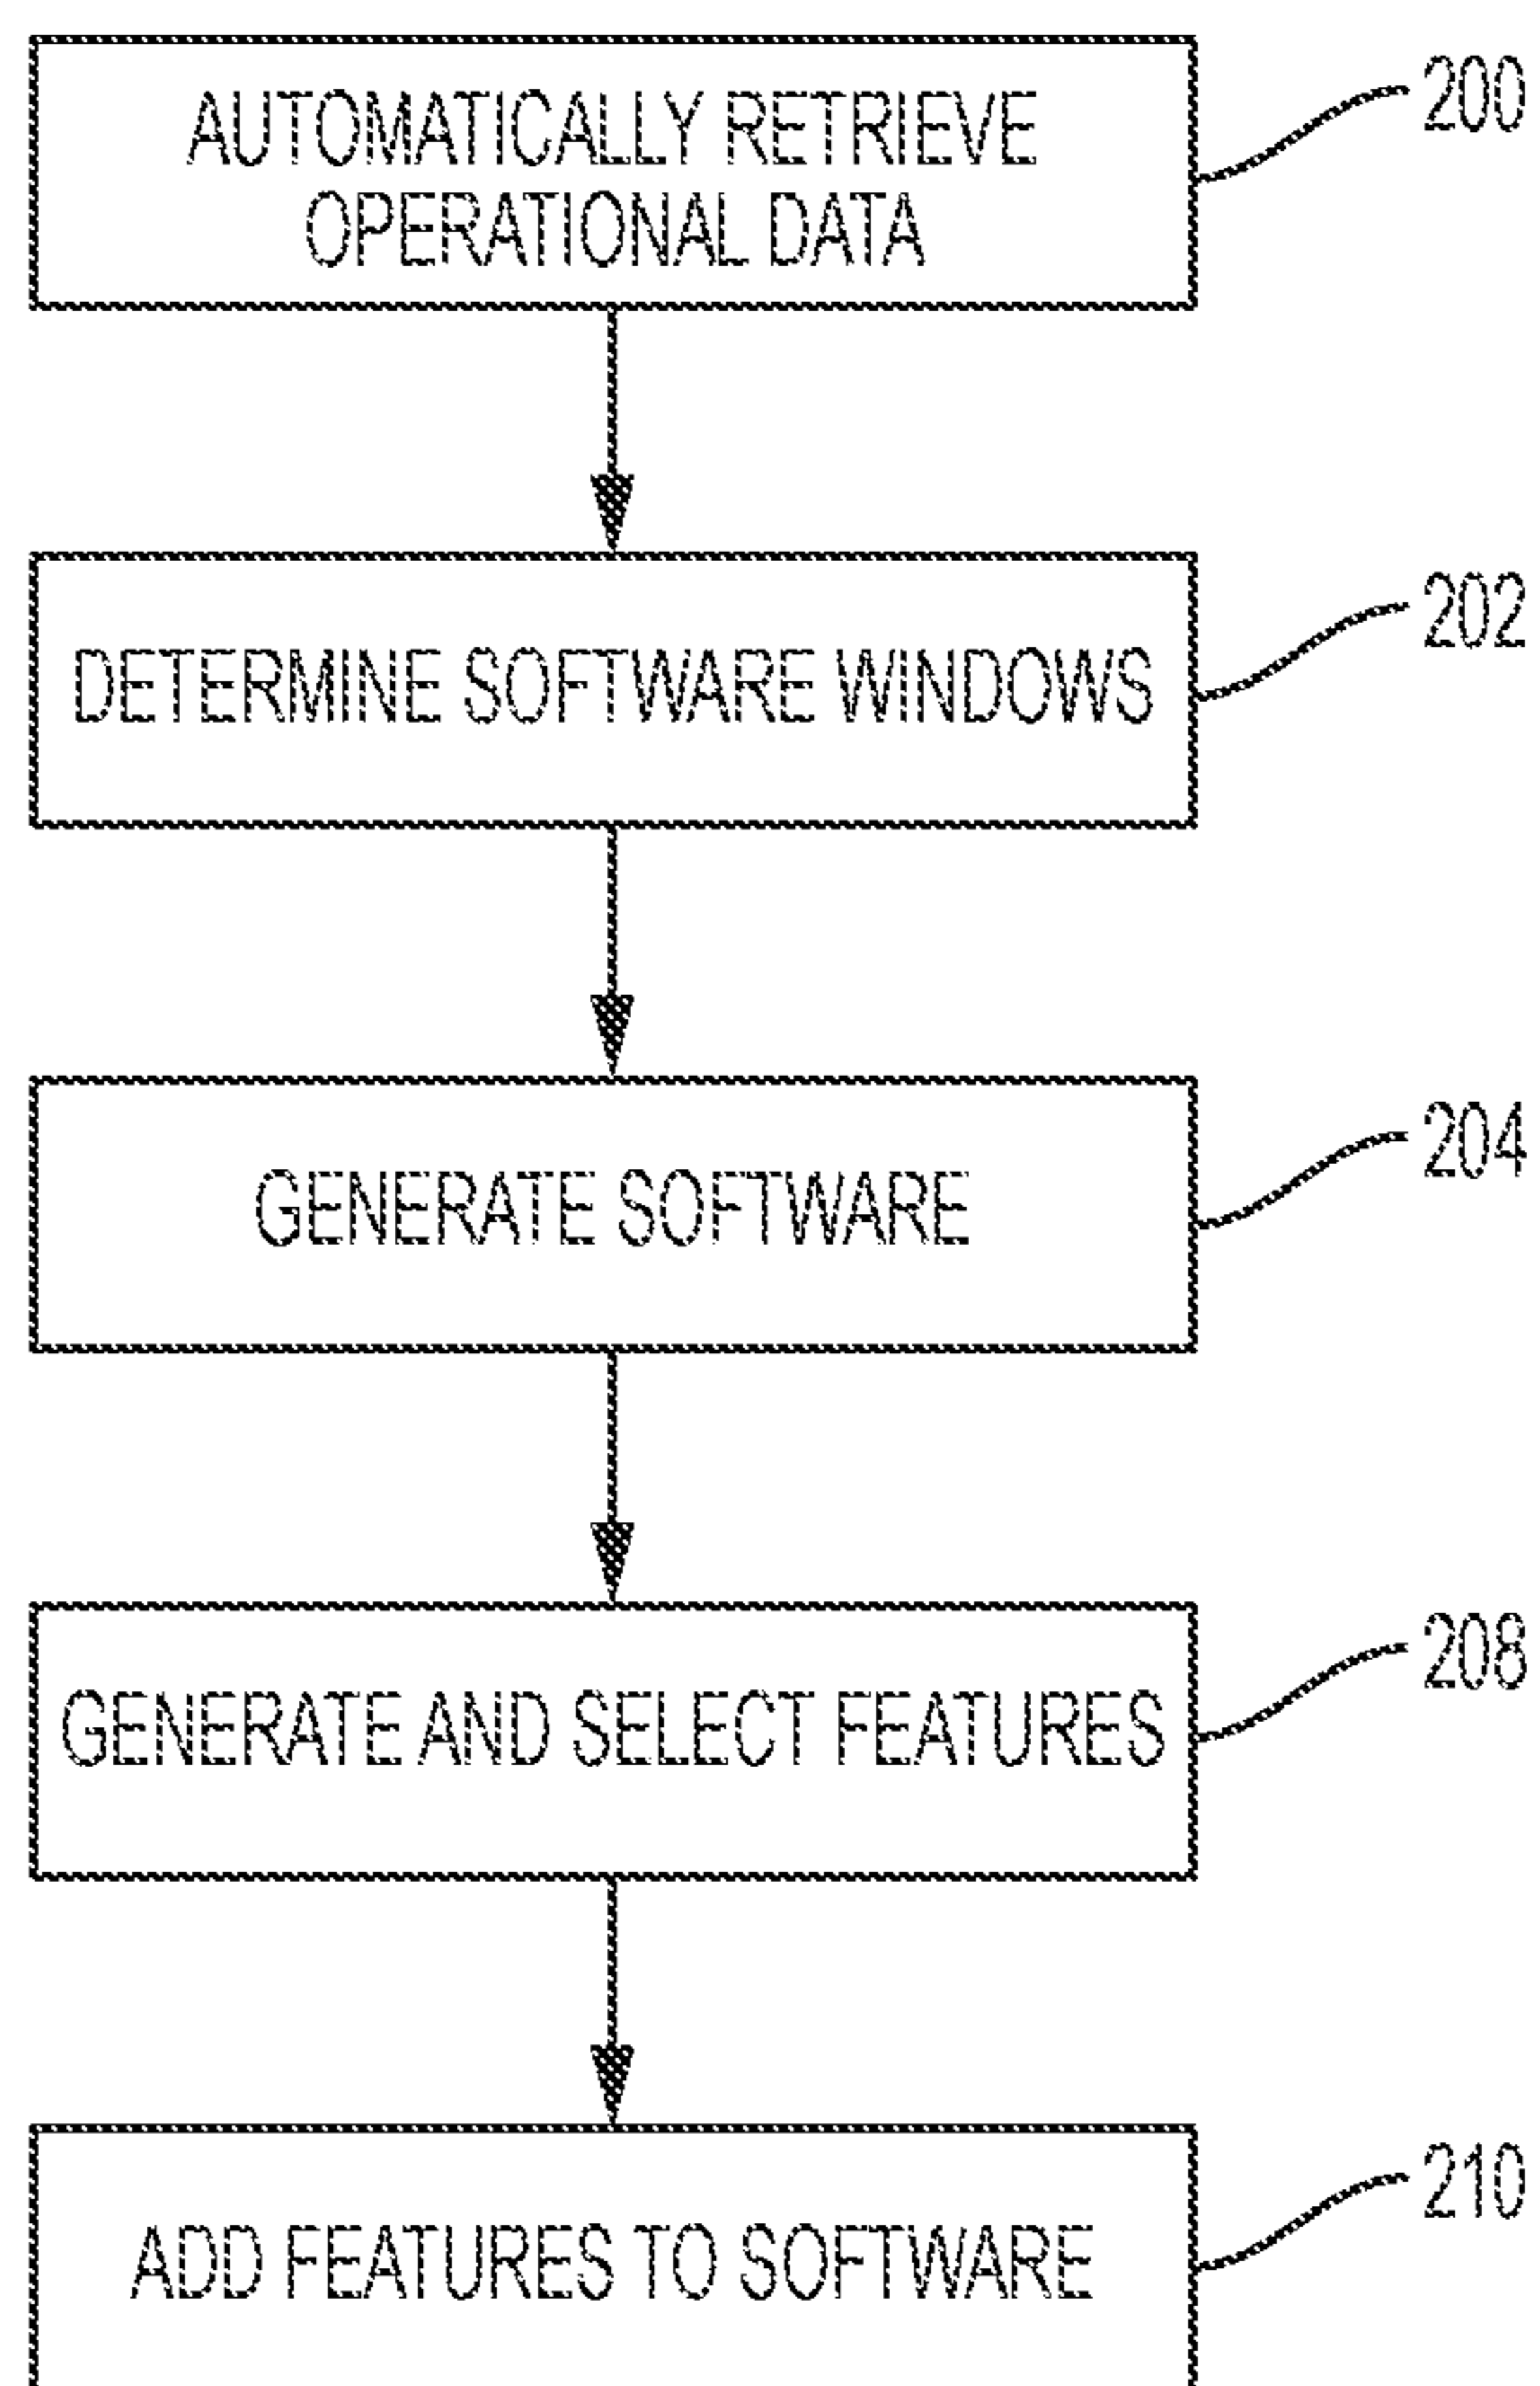 AUTOMATICALLY RETRIEVE
OPERATIONAL DATA
200
DETERMINE SOFTWARE WINDOWS
202
GENERATE SOFTWARE
204
GENERATE AND SELECT FEATURES
208
ADD FEATURES TO SOFTWARE
210